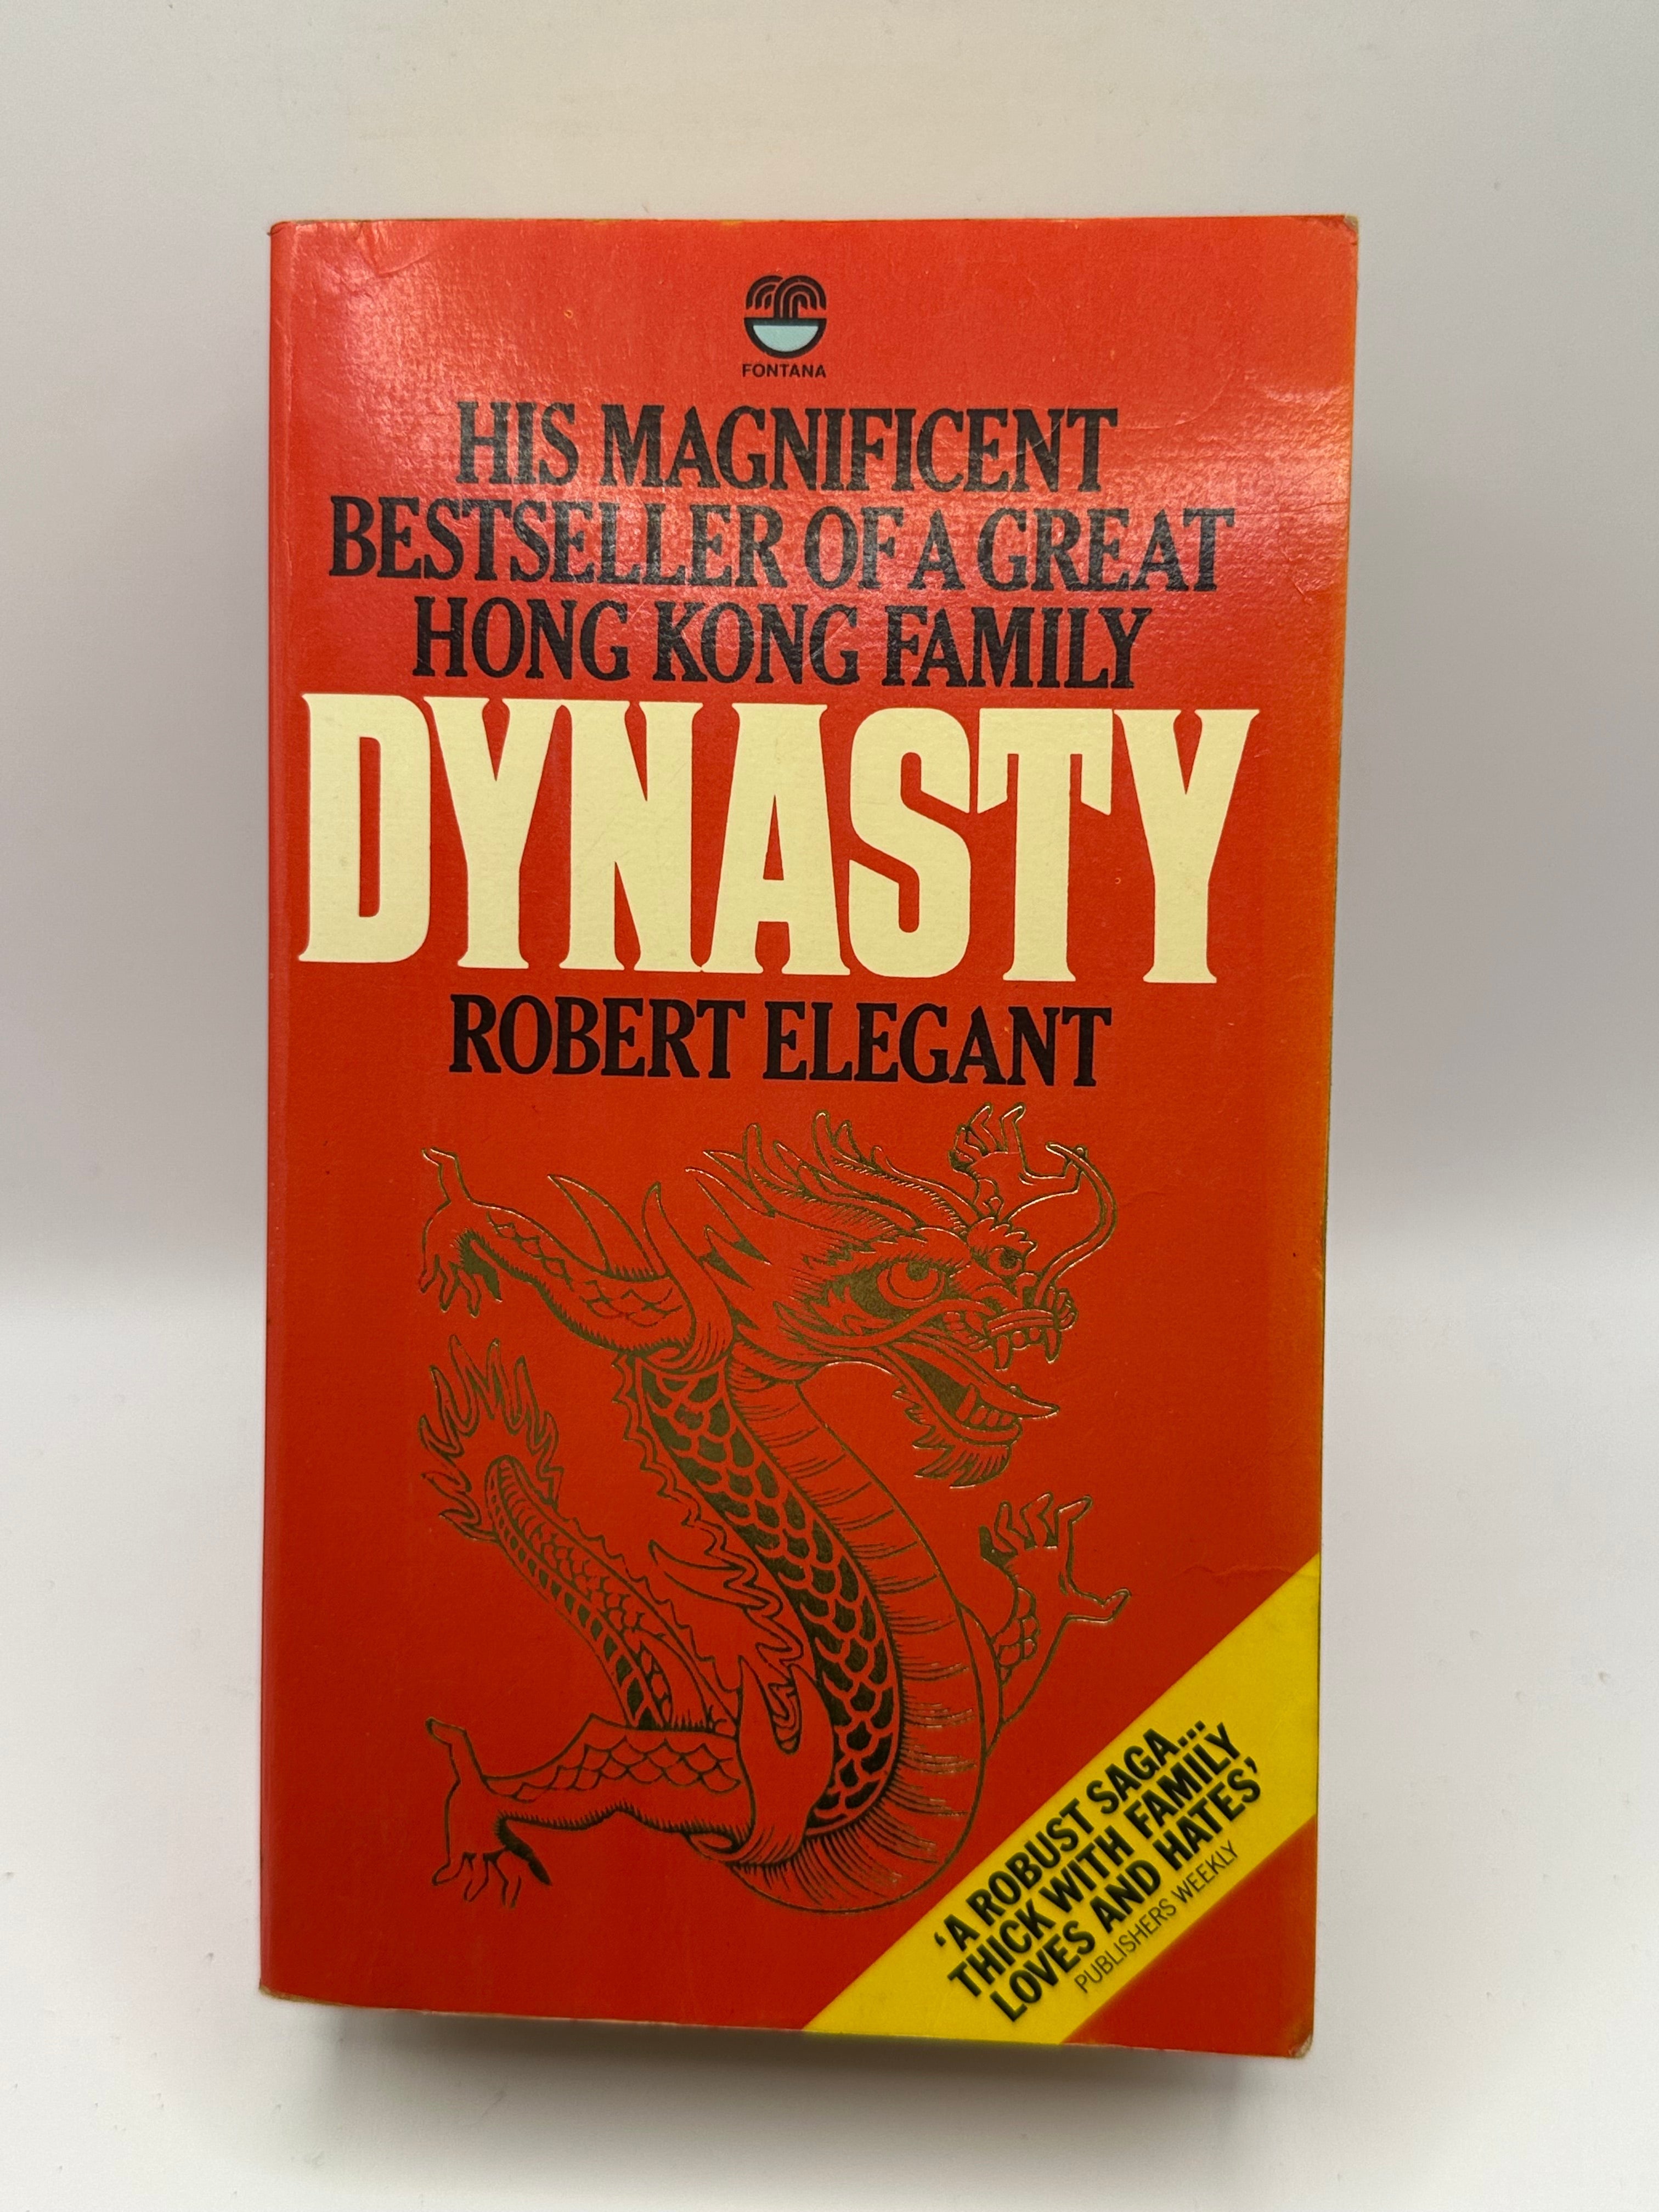 FONTANA
HIS MAGNIFICENT
BESTSELLER OF A GREAT
HONG KONG FAMILY
DYNASTY
ROBERT ELEGANT
‘A ROBUST SAGA...
THICK WITH FAMILY
LOVES AND HATES’
PUBLISHERS WEEKLY